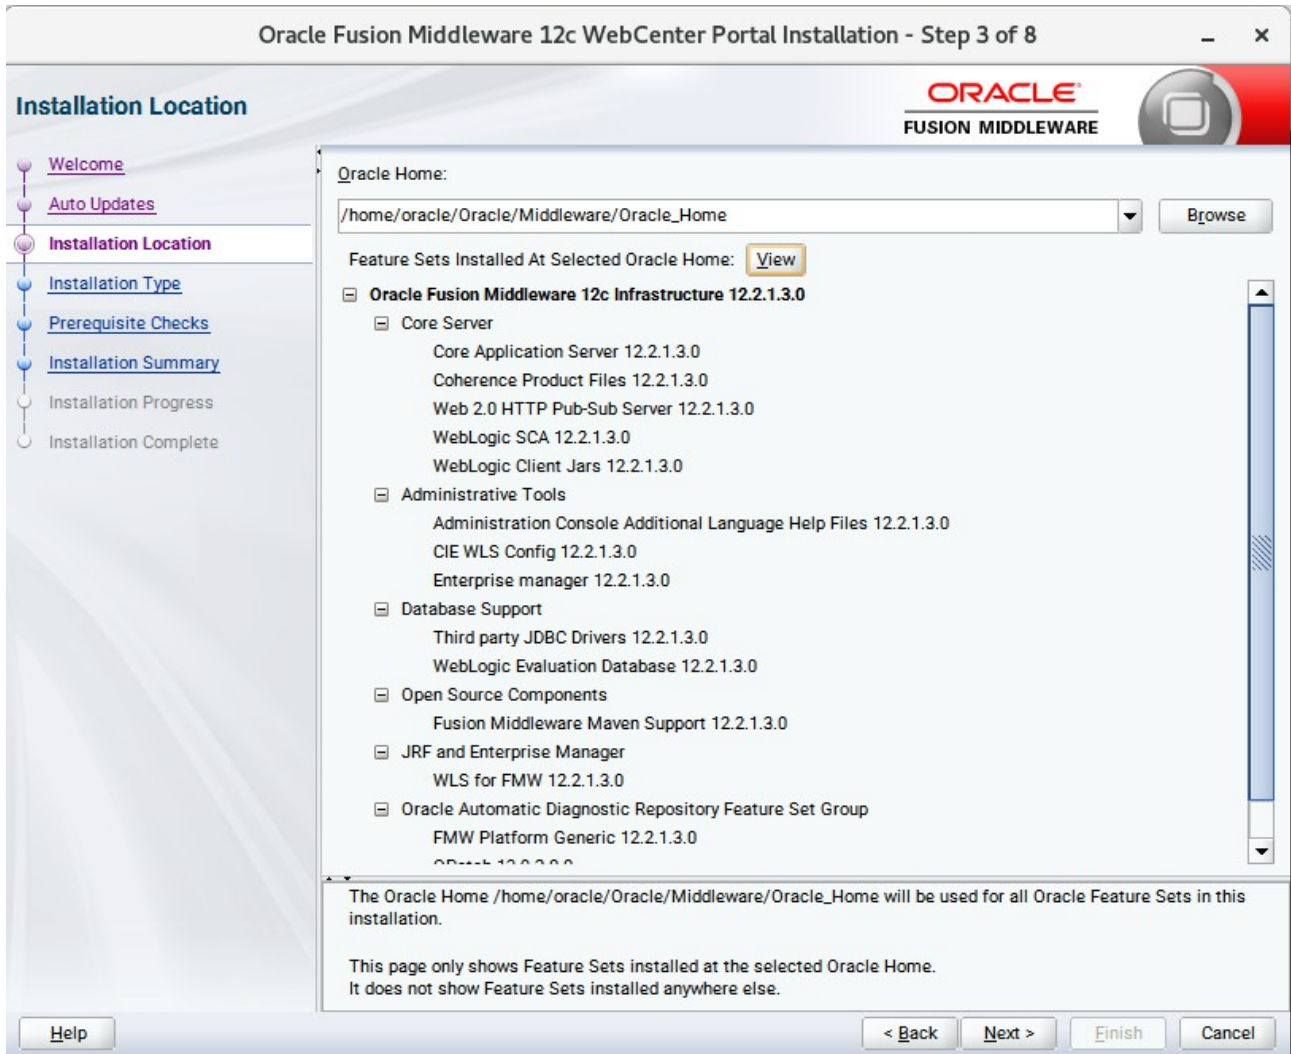 Oracle Fusion Middleware 12c WebCenter Portal Installation - Step 3 of 8
Installation Location
ORACLE
FUSION MIDDLEWARE
Welcome
Auto Updates
Installation Location
Installation Type
Prerequisite Checks
Installation Summary
Installation Progress
Installation Complete
Oracle Home:
/home/oracle/Oracle/Middleware/Oracle_Home
Browse
Feature Sets Installed At Selected Oracle Home: View
Oracle Fusion Middleware 12c Infrastructure 12.2.1.3.0
Core Server
Core Application Server 12.2.1.3.0
Coherence Product Files 12.2.1.3.0
Web 2.0 HTTP Pub-Sub Server 12.2.1.3.0
WebLogic SCA 12.2.1.3.0
WebLogic Client Jars 12.2.1.3.0
Administrative Tools
Administration Console Additional Language Help Files 12.2.1.3.0
CIE WLS Config 12.2.1.3.0
Enterprise manager 12.2.1.3.0
Database Support
Third party JDBC Drivers 12.2.1.3.0
WebLogic Evaluation Database 12.2.1.3.0
Open Source Components
Fusion Middleware Maven Support 12.2.1.3.0
JRF and Enterprise Manager
WLS for FMW 12.2.1.3.0
Oracle Automatic Diagnostic Repository Feature Set Group
FMW Platform Generic 12.2.1.3.0
The Oracle Home /home/oracle/Oracle/Middleware/Oracle_Home will be used for all Oracle Feature Sets in this
installation.
This page only shows Feature Sets installed at the selected Oracle Home.
It does not show Feature Sets installed anywhere else.
Help
< Back
Next >
Finish
Cancel